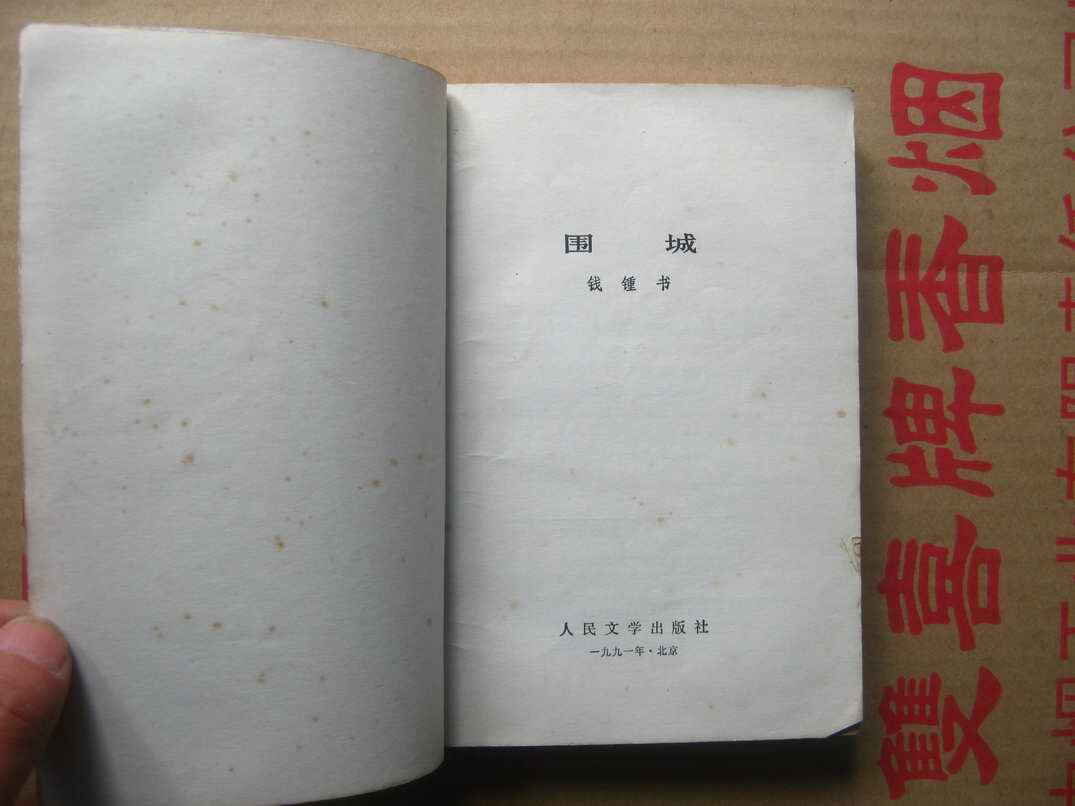 围城
钱锺书
人民文学出版社
一九九一年·北京
雙喜牌香烟